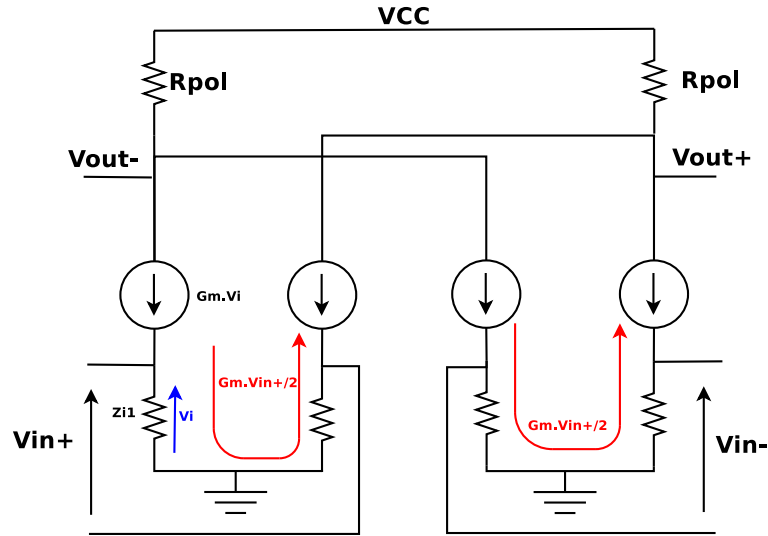 VCC
Rpol
Rpol
Vout-
Vout+
Gm.Vi
Gm.Vin+/2
Zi1
Vi
Gm.Vin+/2
Vin+
Vin-